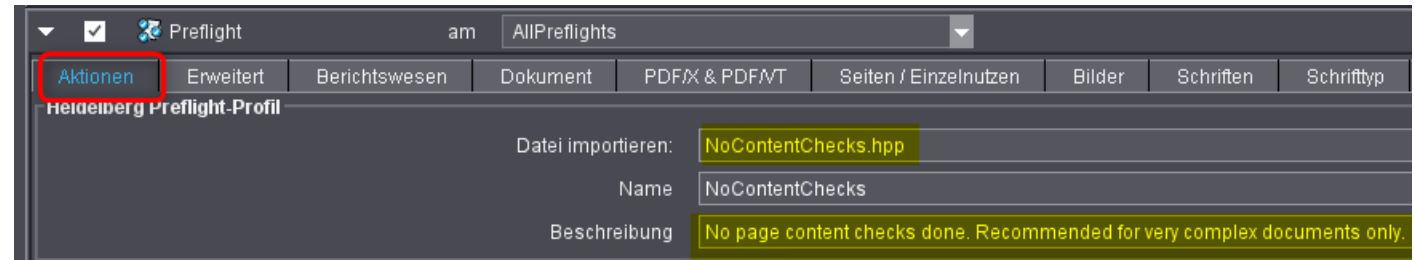 Preflight am AllPreflights
Aktionen Erweitert Berichtswesen Dokument PDF/X & PDF/VT Seiten / Einzelnutzen Bilder Schriften Schrifttyp
Heidelberg Preflight-Profil
Datei importieren: NoContentChecks.hpp
Name NoContentChecks
Beschreibung No page content checks done. Recommended for very complex documents only.